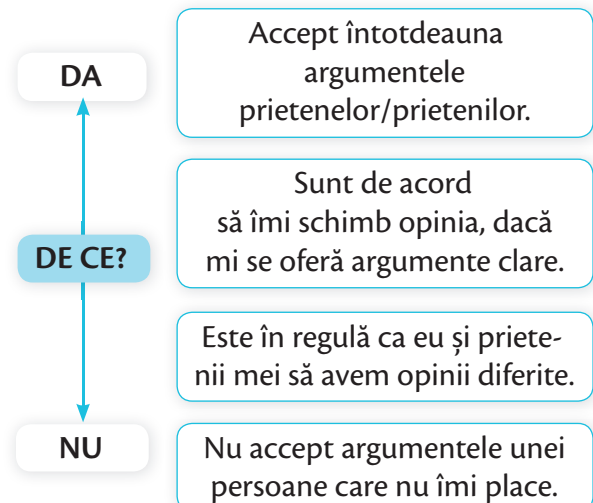 DA
Accept întotdeauna
argumentele
prietenelor/prietenilor.
Sunt de acord
să îmi schimb opinia, dacă
mi se oferă argumente clare.
DE CE?
Este în regulă ca eu și priete-
nii mei să avem opinii diferite.
NU
Nu accept argumentele unei
persoane care nu îmi place.